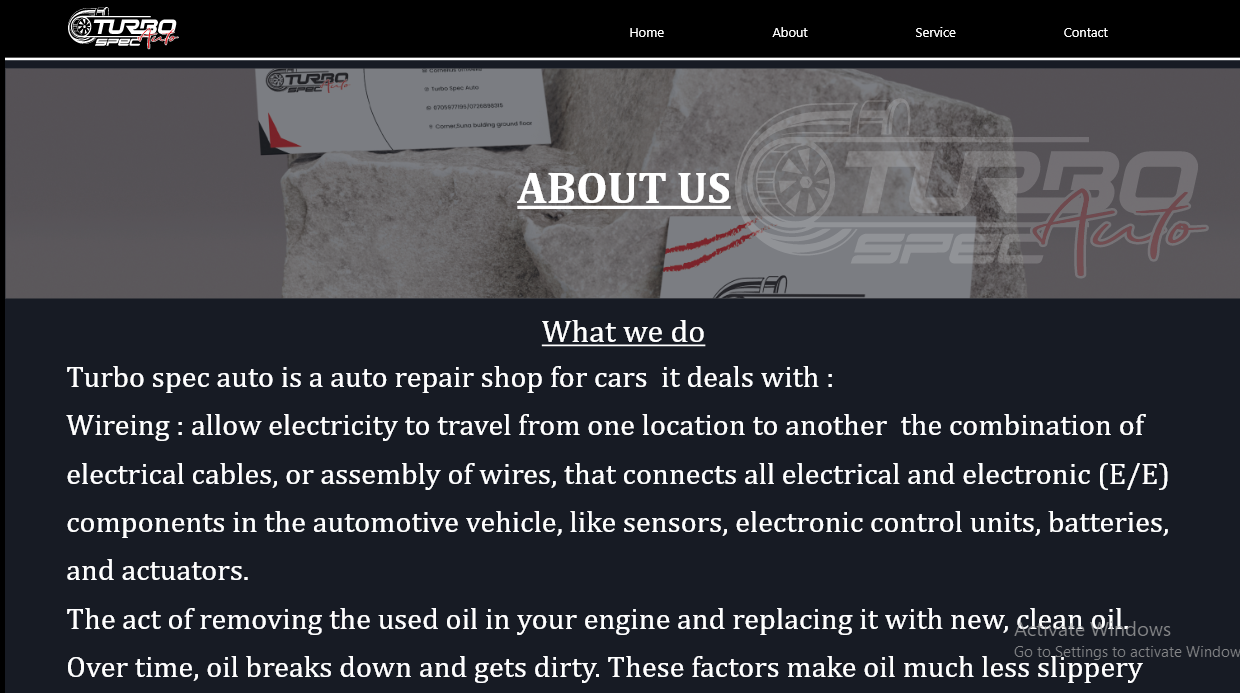 TURBO
SPEC Auto
Home About Service Contact
TURBO
SPEC Auto
Turbo Spec Auto
ground floor
ABOUT US
TURBO
SPEC Auto
What we do
Turbo spec auto is a auto repair shop for cars it deals with :
Wireing : allow electricity to travel from one location to another the combination of
electrical cables, or assembly of wires, that connects all electrical and electronic (E/E)
components in the automotive vehicle, like sensors, electronic control units, batteries,
and actuators.
The act of removing the used oil in your engine and replacing it with new, clean oil.
Over time, oil breaks down and gets dirty. These factors make oil much less slippery
Activate Windows
Go to Settings to activate Window